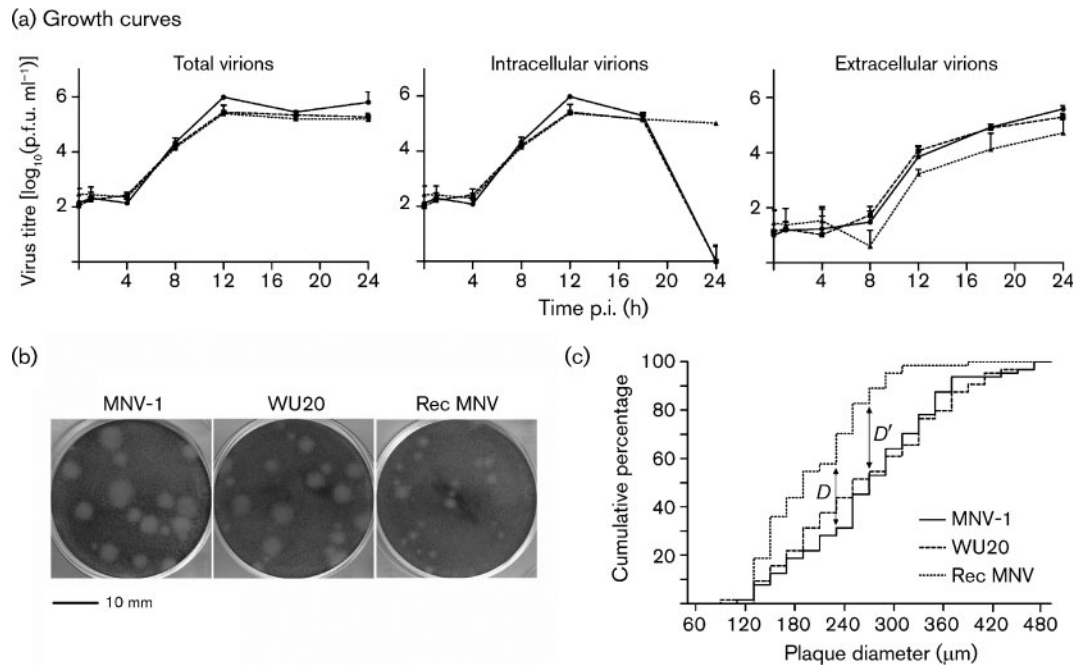 (a) Growth curves
Total virions
Intracellular virions
Extracellular virions
Virus titre [log₁₀(p.f.u. ml⁻¹)]
6
4
2
4 8 12 16 20 24
6
4
2
4 8 12 16 20 24
6
4
2
4 8 12 16 20 24
Time p.i. (h)
(b)
MNV-1
WU20
Rec MNV
10 mm
(c)
Cumulative percentage
100
80
60
40
20
D
D′
MNV-1
WU20
Rec MNV
60 120 180 240 300 360 420 480
Plaque diameter (μm)